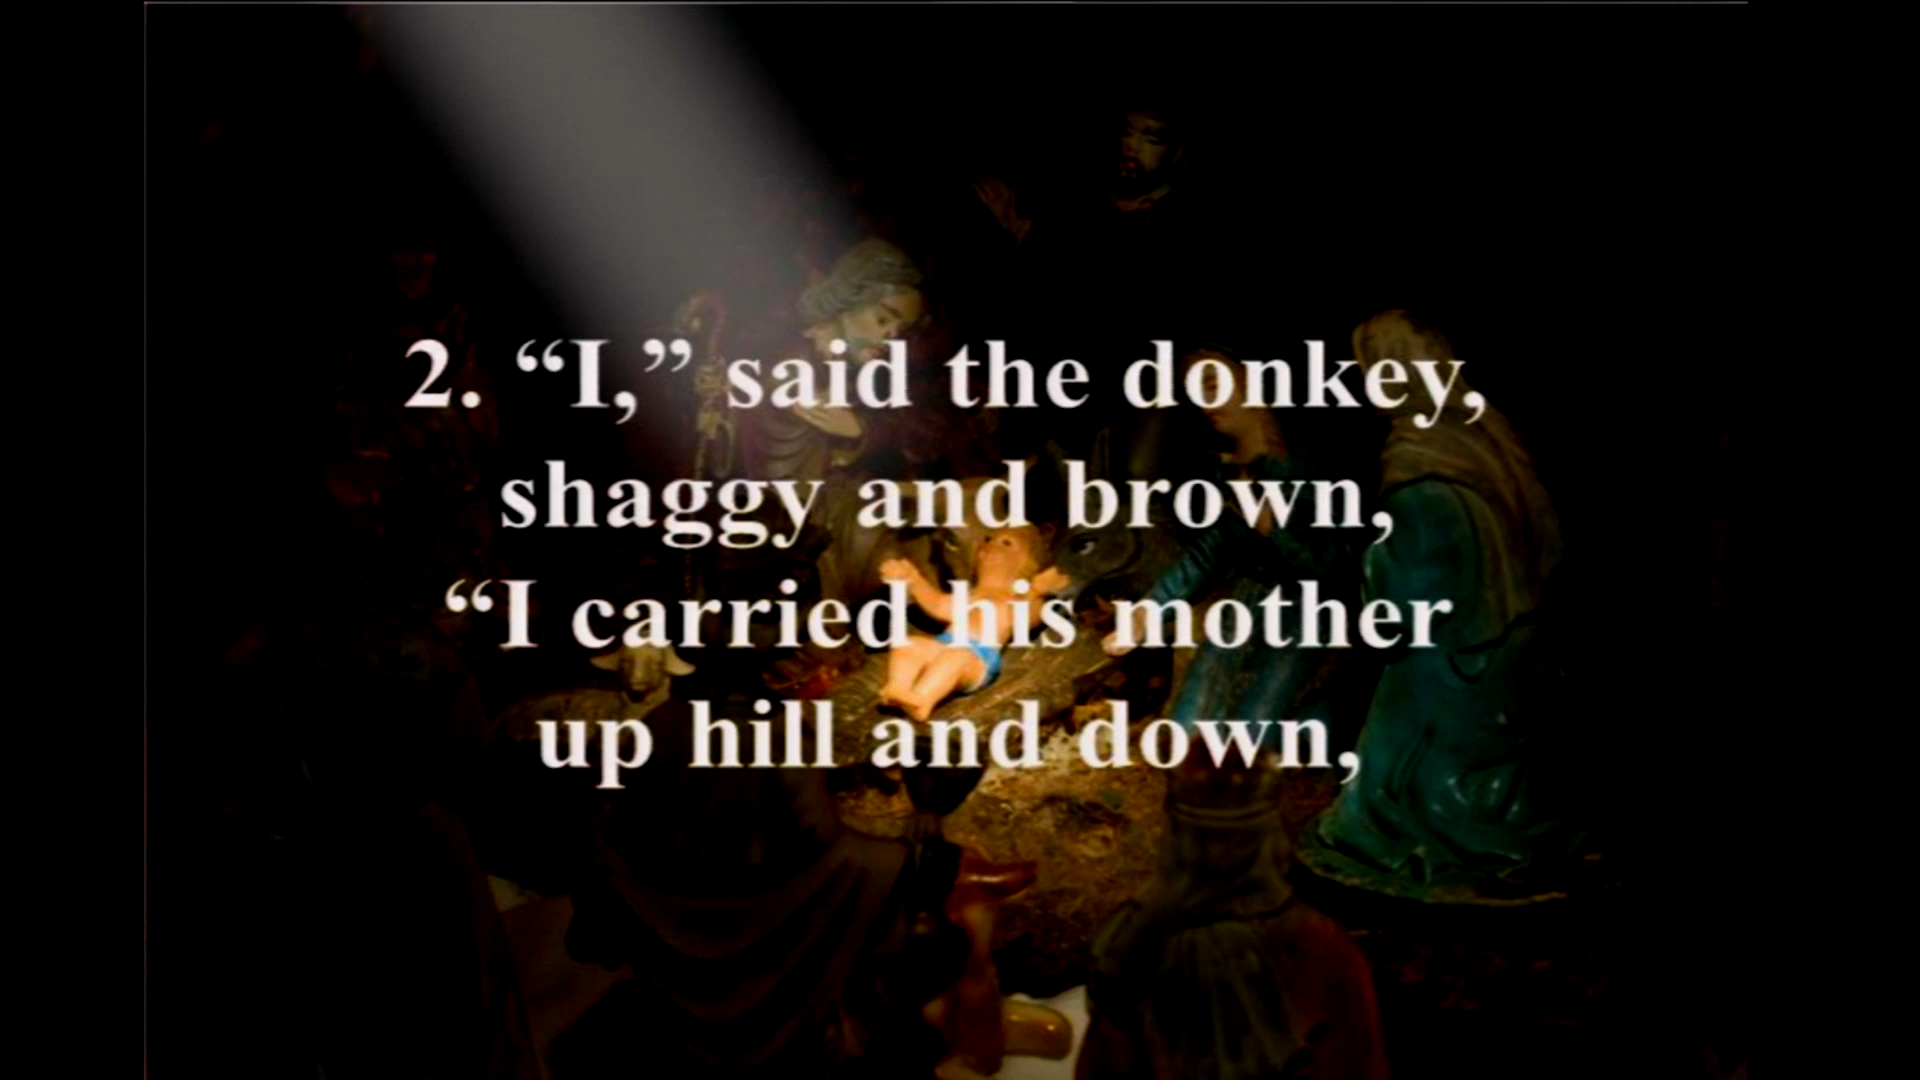 2. “I,” said the donkey,
shaggy and brown,
“I carried his mother
up hill and down,